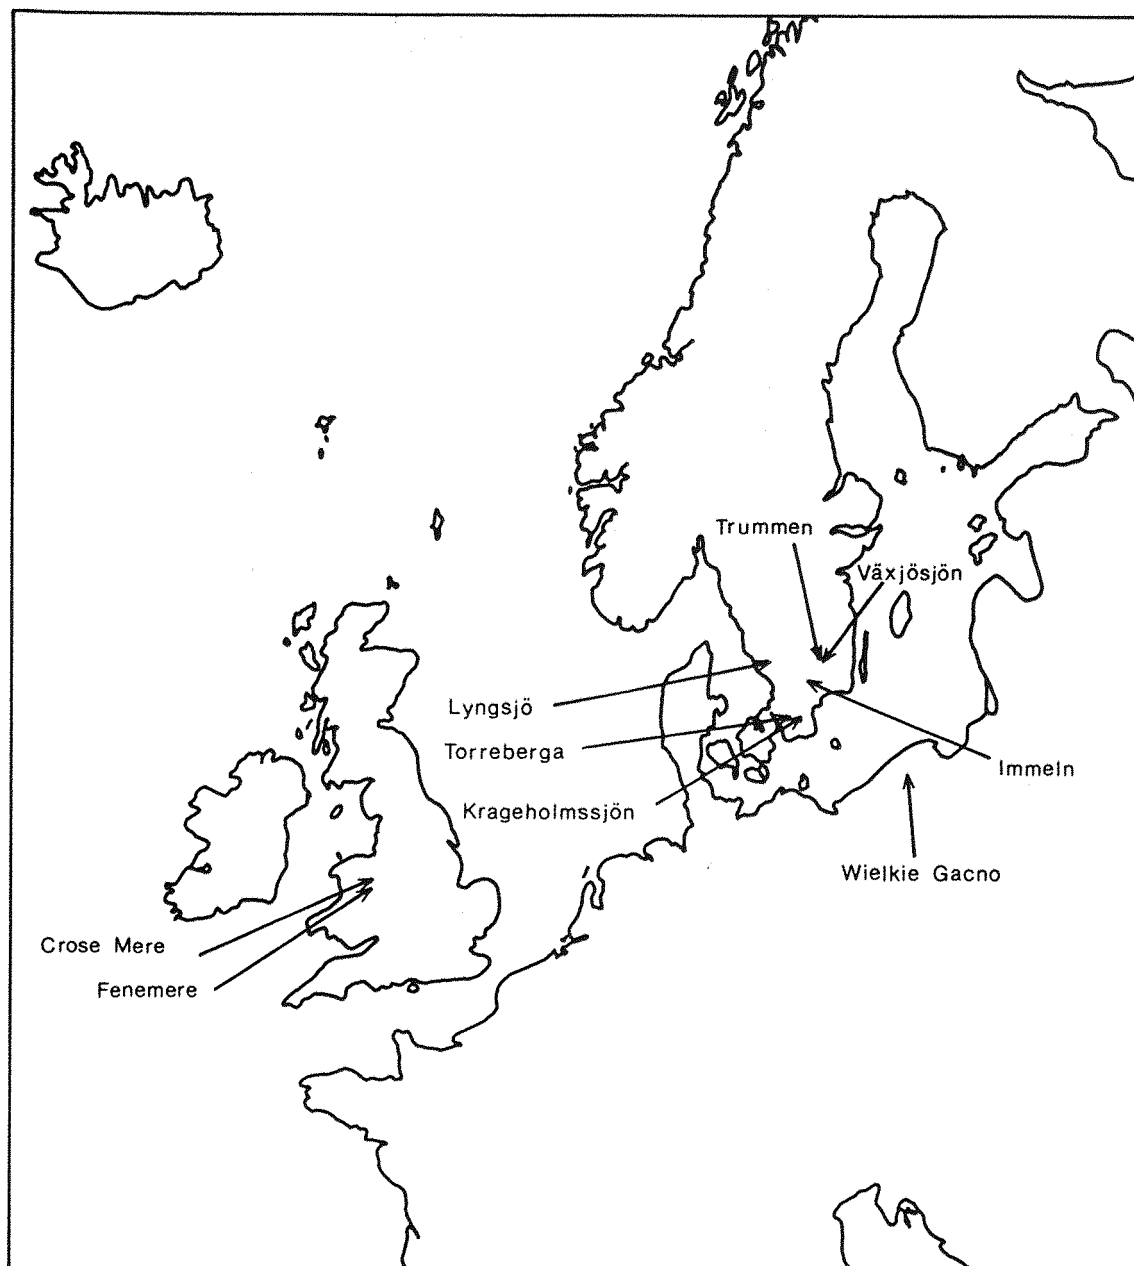 Trummen
Växjösjön
Lyngsjö
Torreberga
Immeln
Krageholmssjön
Wielkie Gacno
Crose Mere
Fenemere